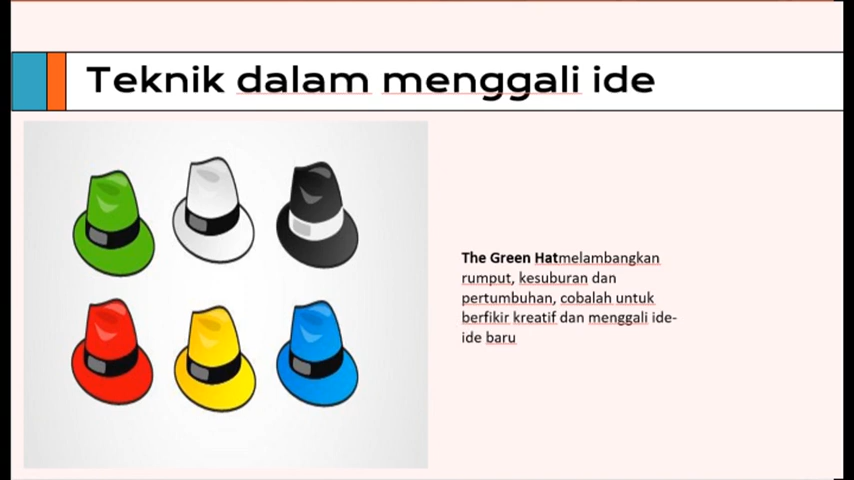 Teknik dalam menggali ide
The Green Hatmelambangkan
rumput, kesuburan dan
pertumbuhan, cobalah untuk
berfikir kreatif dan menggali ide-
ide baru